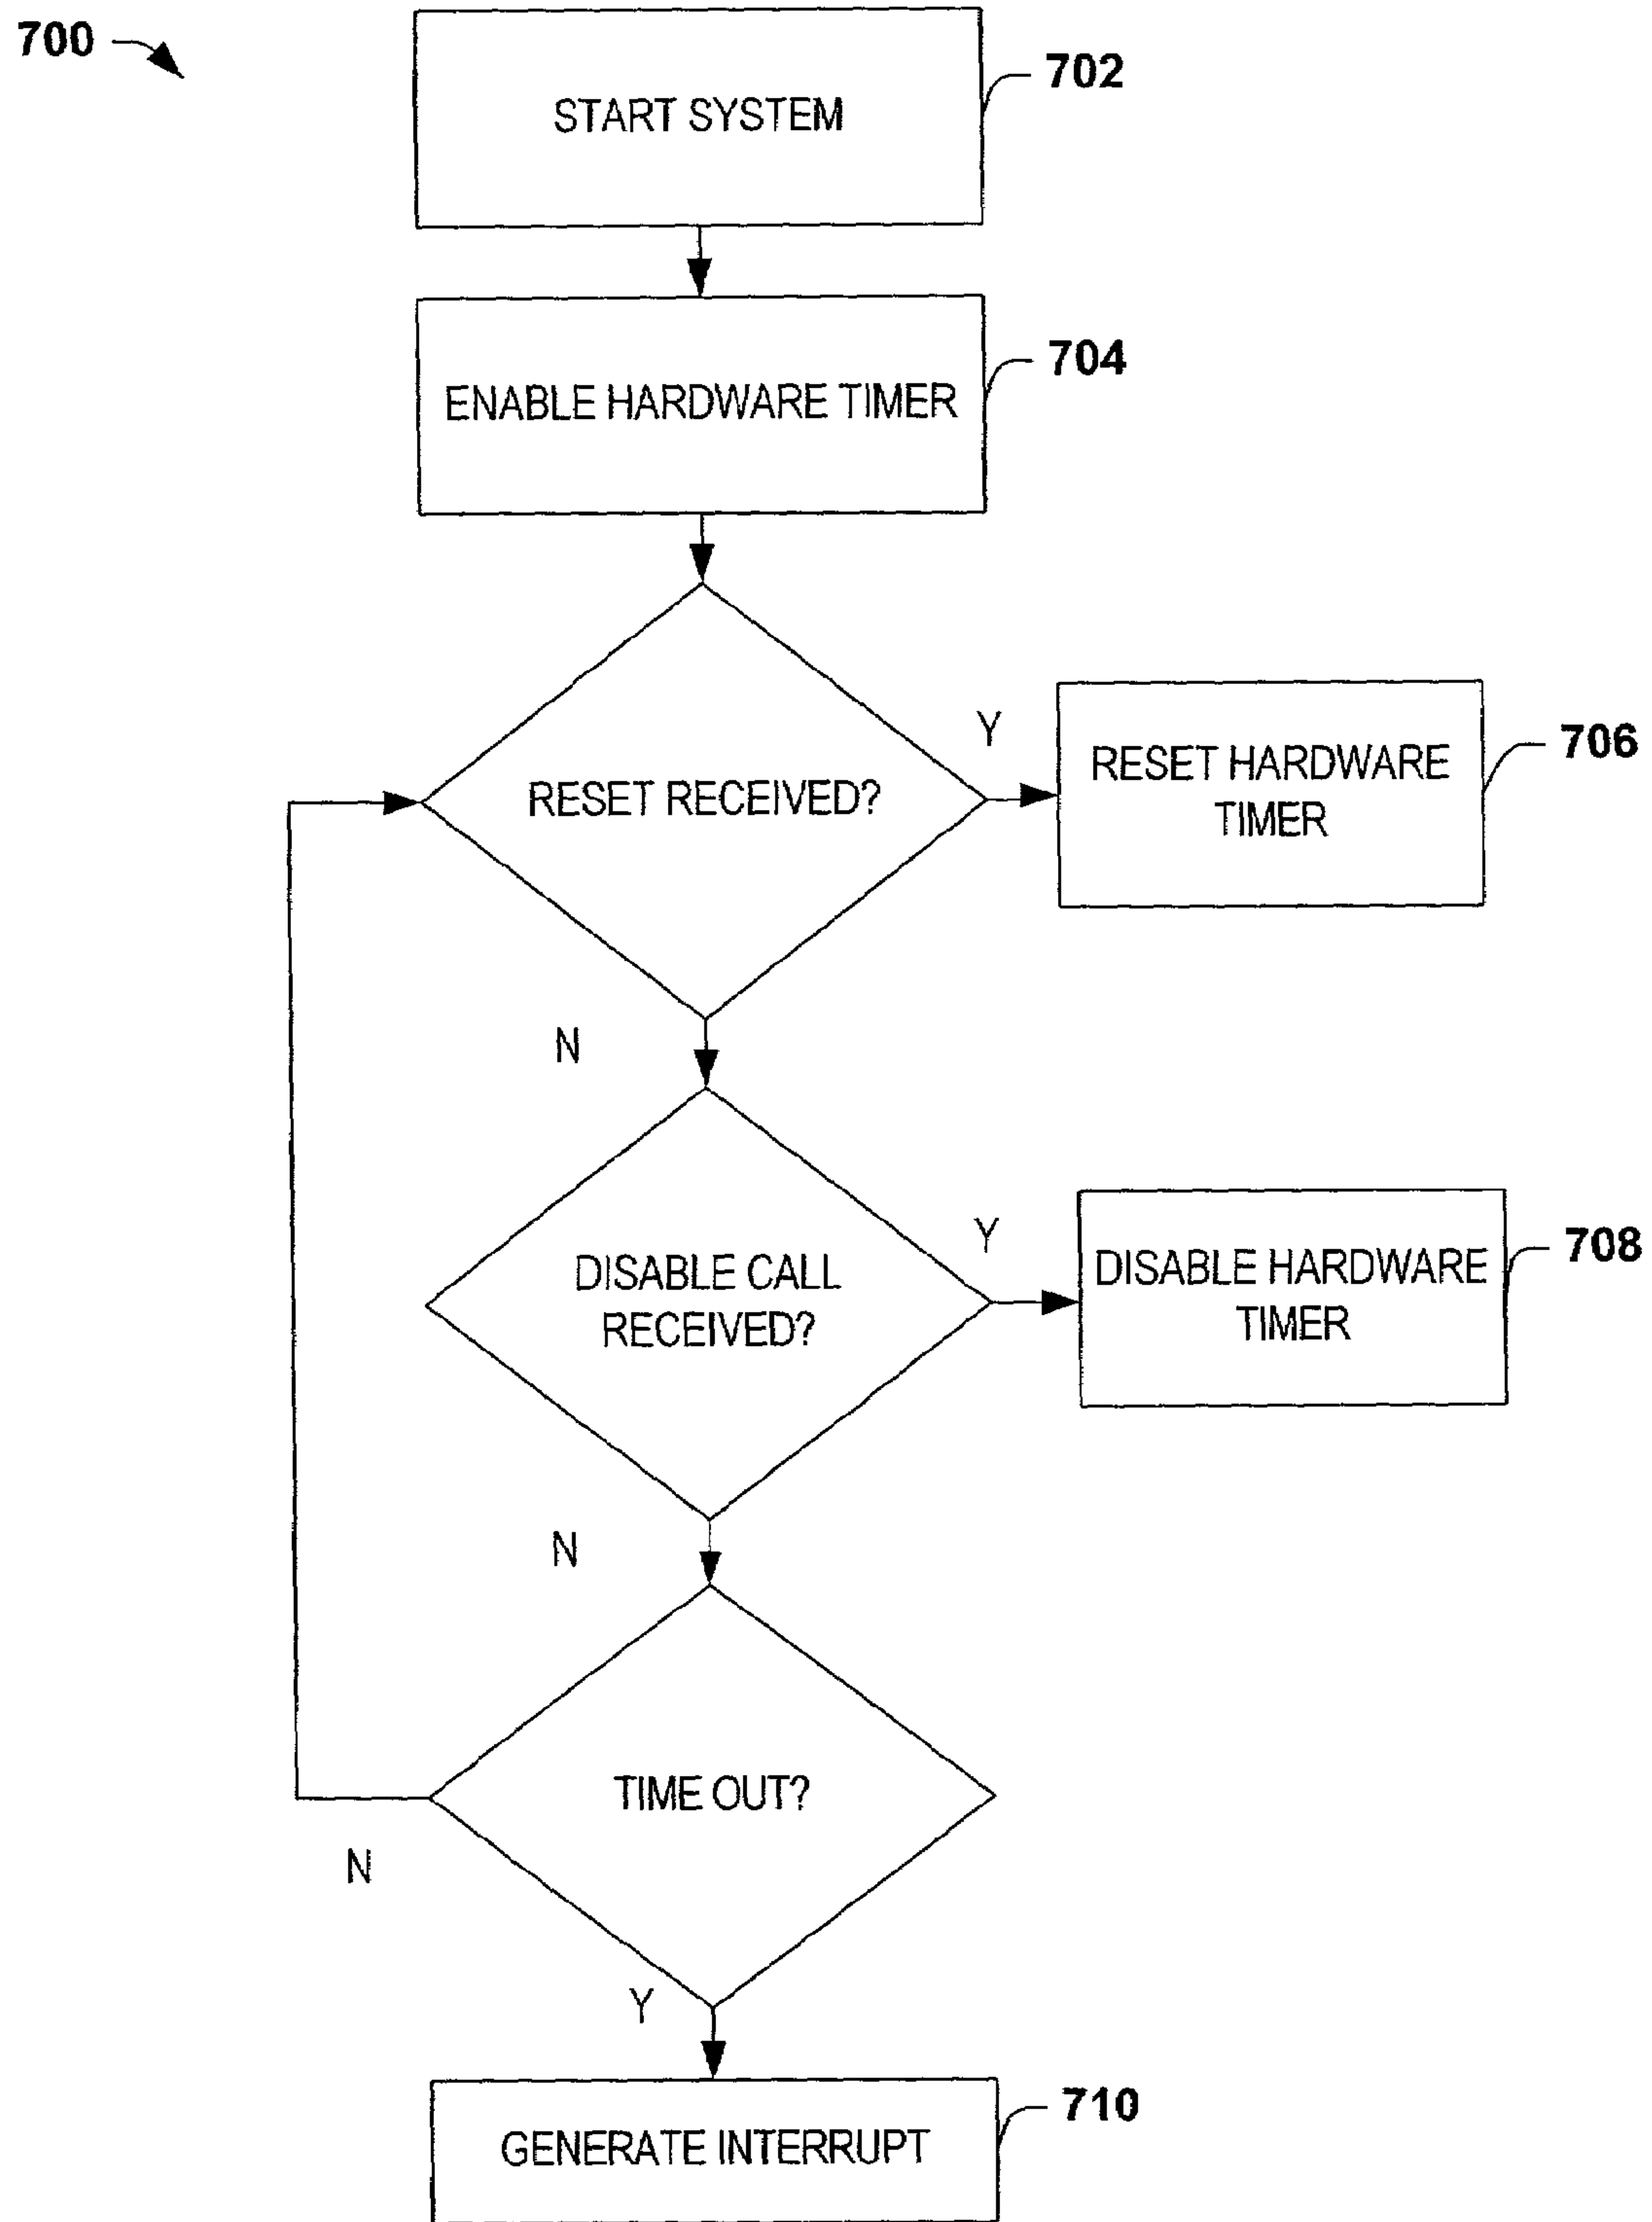 700
START SYSTEM
702
ENABLE HARDWARE TIMER
704
RESET RECEIVED?
Y
RESET HARDWARE
TIMER
706
N
DISABLE CALL
RECEIVED?
Y
DISABLE HARDWARE
TIMER
708
N
TIME OUT?
N
Y
GENERATE INTERRUPT
710